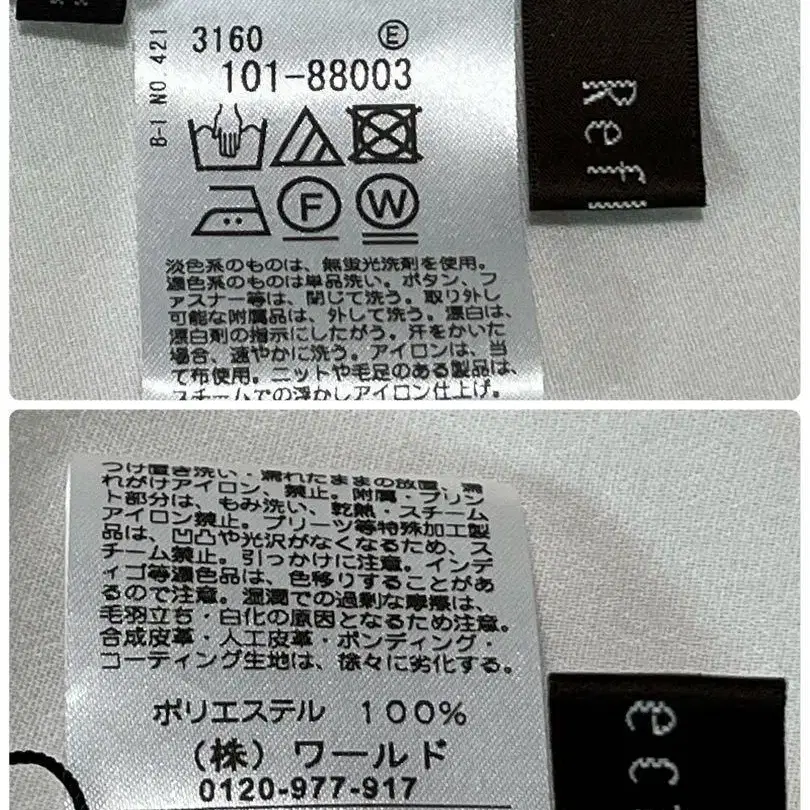 B-1 NO.421
3160
E
101-88003
F
W
Ref
淡色系のものは、無蛍光洗剤を使用。
濃色系のものは単品洗い。ボタン、フ
ァスナー等は、閉じて洗う。取り外し
可能な附属品は、外して洗う。漂白は、
漂白剤の指示にしたがう。汗をかいた
場合、速やかに洗う。アイロンは、当
て布使用。ニットや毛足のある製品は、
スチームでの浮かしアイロン仕上げ。
つけ置き洗い・濡れたままの放置、濡
れがけアイロン、禁止。附属・プリン
ト部分は、もみ洗い、乾熱・スチーム
アイロン禁止。プリーツ等特殊加工製
品は、凹凸や光沢がなくなるため、ス
チーム禁止。引っかけに注意。インデ
ィゴ等濃色品は、色移りすることがあ
るので注意。湿潤での過剰な摩擦は、
毛羽立ち・白化の原因となるため注意。
合成皮革・人工皮革・ボンディング・
コーティング生地は、徐々に劣化する。
ポリエステル 100%
(株) ワールド
0120-977-917
ec